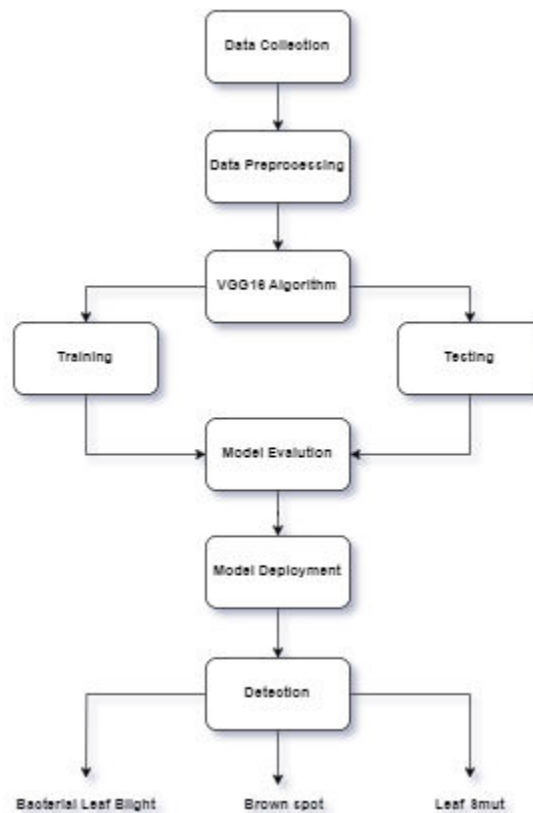 Data Collection
Data Preprocessing
VGG16 Algorithm
Training
Testing
Model Evalution
Model Deployment
Detection
Bacterial Leaf Blight
Brown spot
Leaf Smut